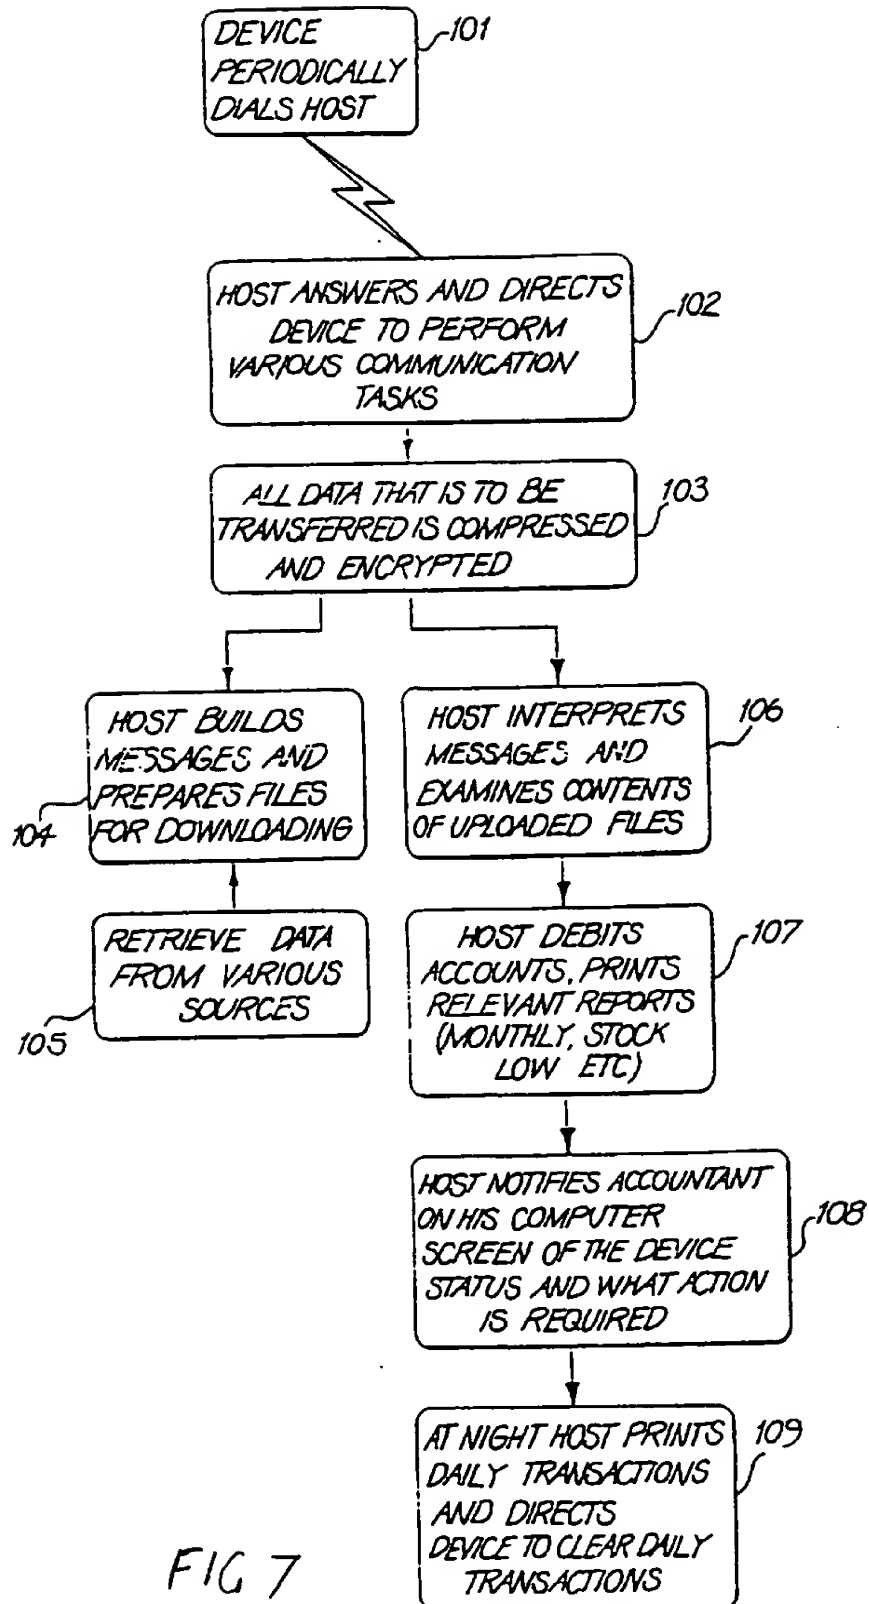 DEVICE
PERIODICALLY
DIALS HOST
101
HOST ANSWERS AND DIRECTS
DEVICE TO PERFORM
VARIOUS COMMUNICATION
TASKS
102
ALL DATA THAT IS TO BE
TRANSFERRED IS COMPRESSED
AND ENCRYPTED
103
HOST BUILDS
MESSAGES AND
PREPARES FILES
FOR DOWNLOADING
104
RETRIEVE DATA
FROM VARIOUS
SOURCES
105
HOST INTERPRETS
MESSAGES AND
EXAMINES CONTENTS
OF UPLOADED FILES
106
HOST DEBITS
ACCOUNTS, PRINTS
RELEVANT REPORTS
(MONTHLY, STOCK
LOW ETC)
107
HOST NOTIFIES ACCOUNTANT
ON HIS COMPUTER
SCREEN OF THE DEVICE
STATUS AND WHAT ACTION
IS REQUIRED
108
AT NIGHT HOST PRINTS
DAILY TRANSACTIONS
AND DIRECTS
DEVICE TO CLEAR DAILY
TRANSACTIONS
109
FIG 7